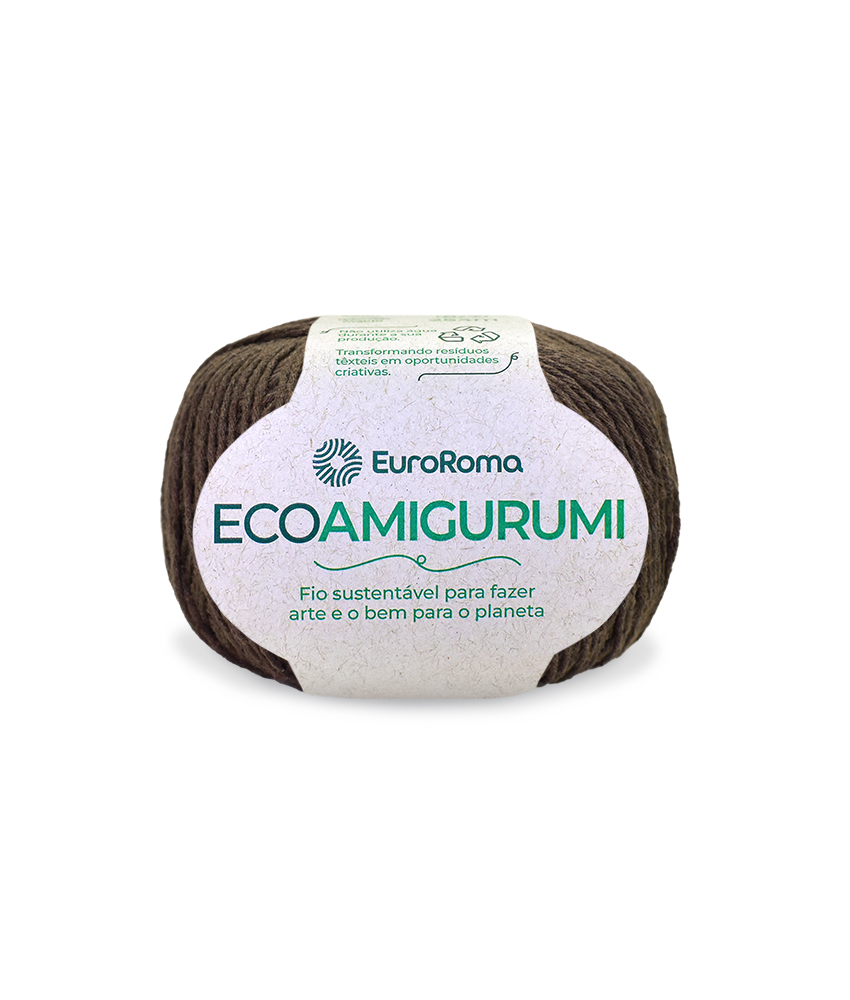 Não utiliza água
durante a sua
produção.
Transformando resíduos
têxteis em oportunidades
criativas.
EuroRoma
ECOAMIGURUMI
Fio sustentável para fazer
arte e o bem para o planeta